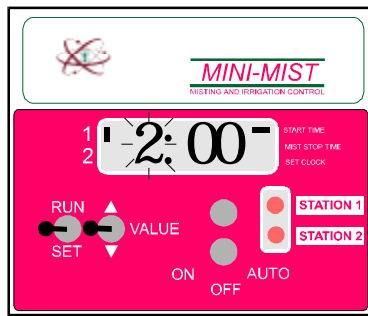 MINI-MIST
MISTING AND IRRIGATION CONTROL
1
2
2: 00
START TIME
MIST STOP TIME
SET CLOCK
RUN
SET
VALUE
STATION 1
STATION 2
ON
OFF
AUTO